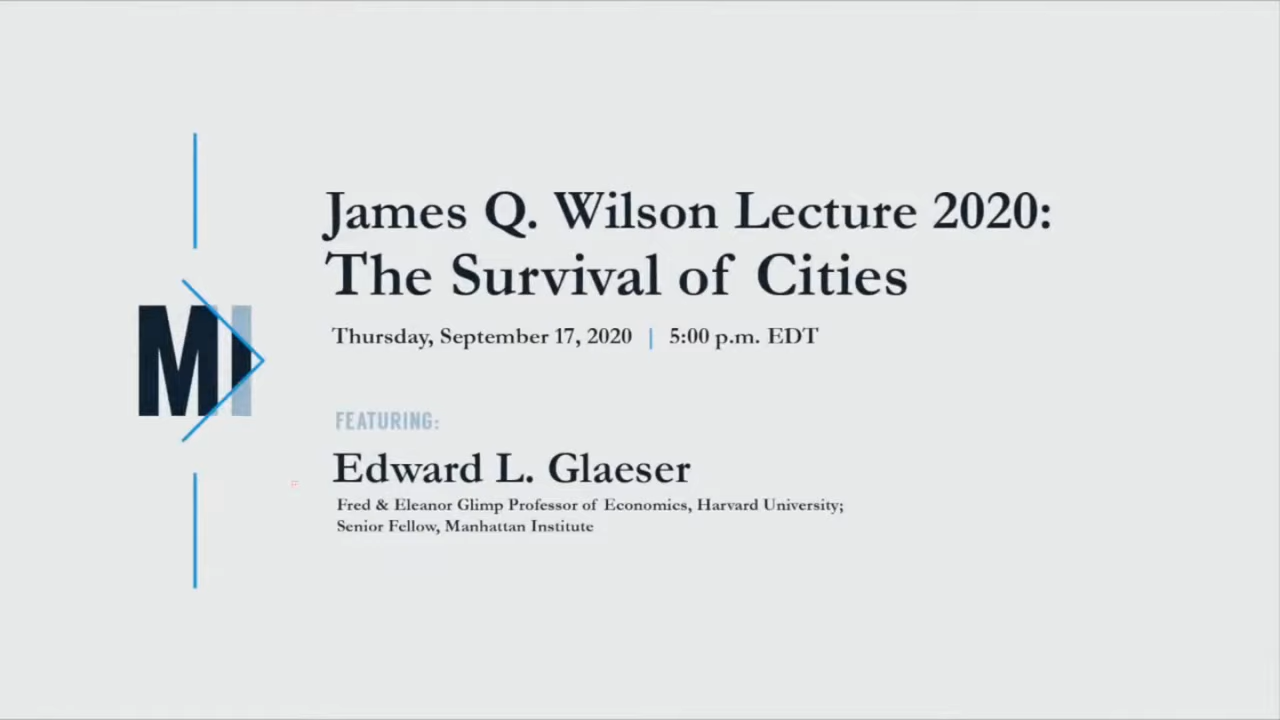 MI
James Q. Wilson Lecture 2020:
The Survival of Cities
Thursday, September 17, 2020 | 5:00 p.m. EDT
FEATURING:
Edward L. Glaeser
Fred & Eleanor Glimp Professor of Economics, Harvard University;
Senior Fellow, Manhattan Institute